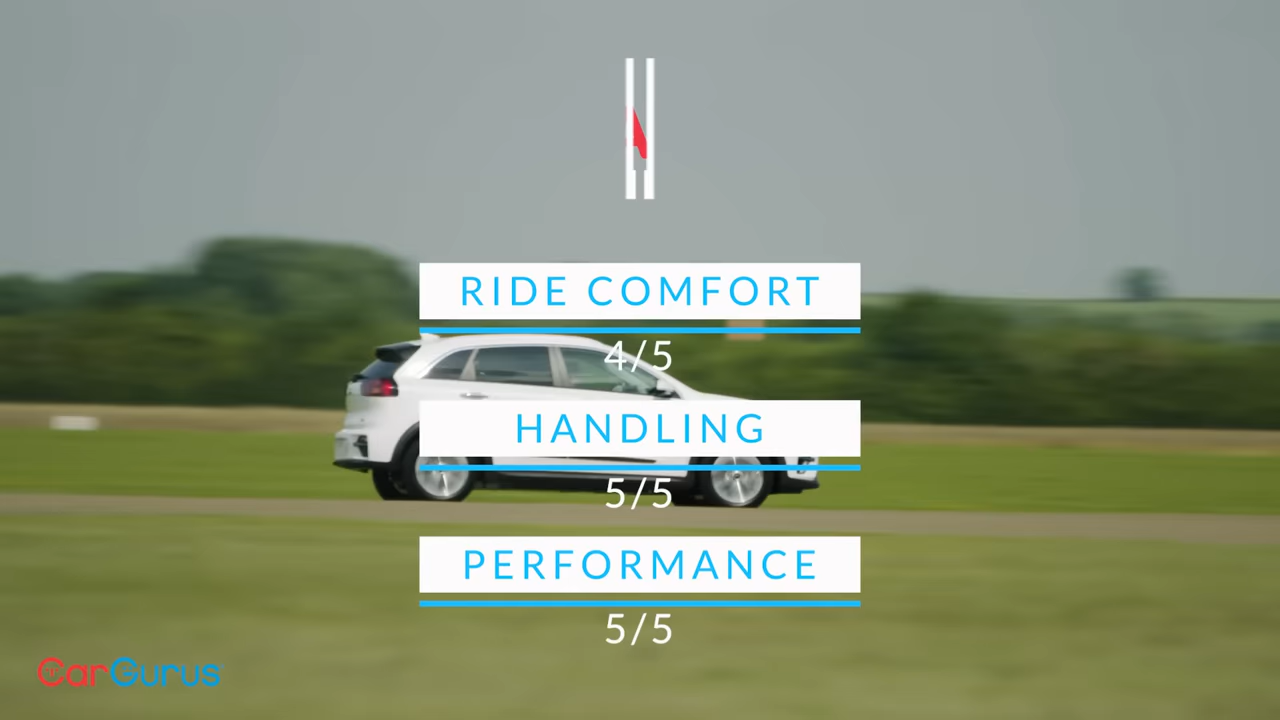 RIDE COMFORT
4/5
HANDLING
5/5
PERFORMANCE
5/5
CarGurus